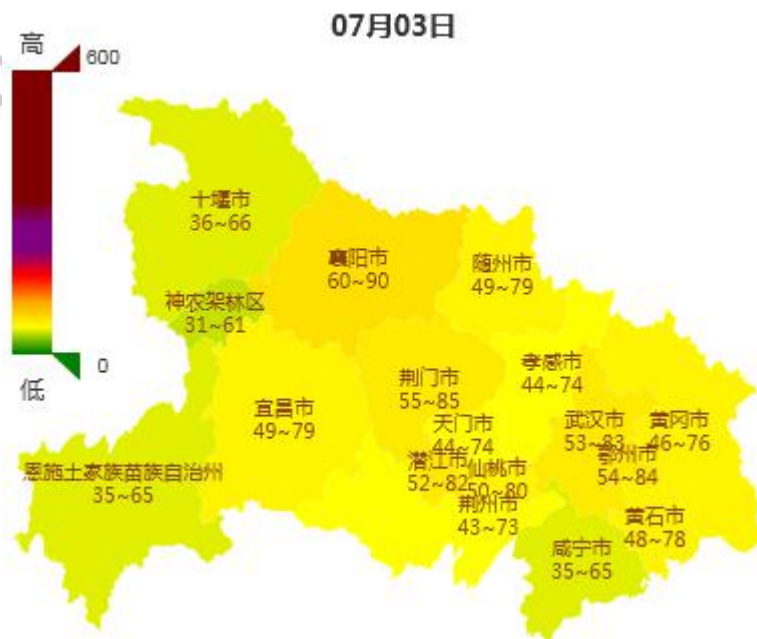 07月03日
高
600
0
低
十堰市
36~66
襄阳市
60~90
随州市
49~79
神农架林区
31~61
孝感市
44~74
荆门市
55~85
宜昌市
49~79
天门市
44~74
武汉市
53~83
黄冈市
46~76
鄂州市
54~84
潜江市
52~82
仙桃市
50~80
恩施土家族苗族自治州
35~65
荆州市
43~73
黄石市
48~78
咸宁市
35~65